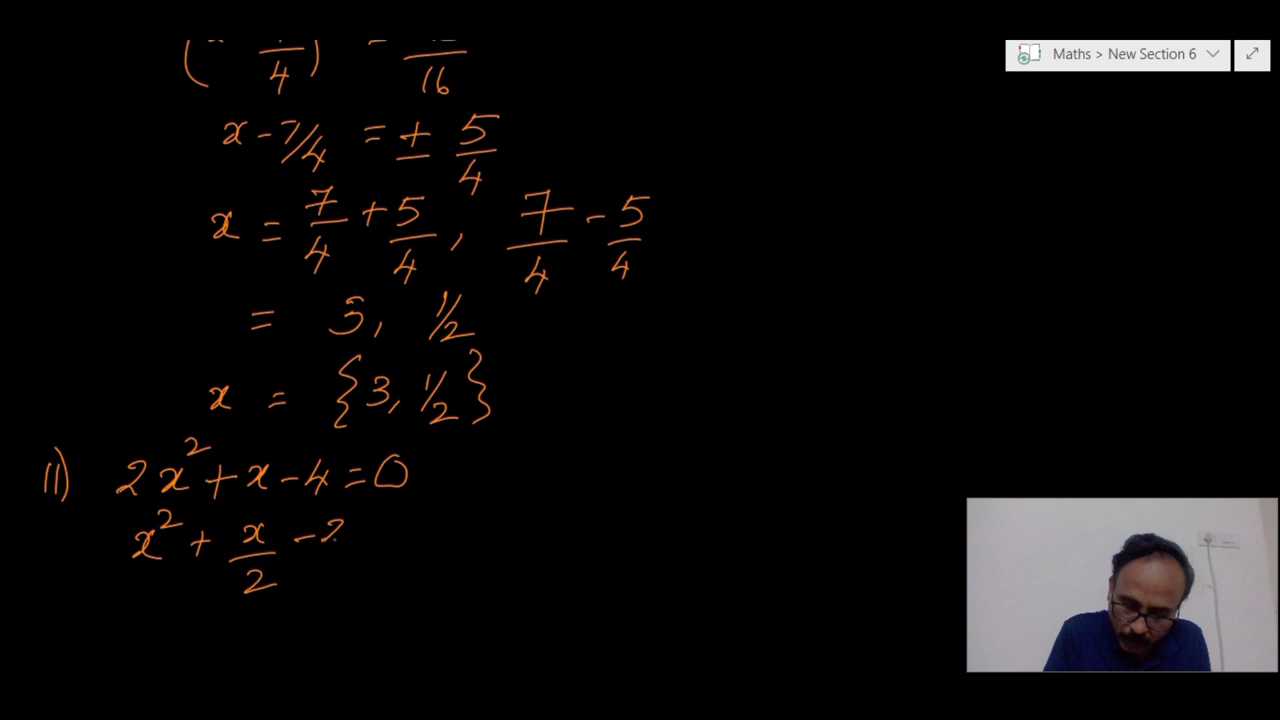 4) = 16
x - 7/4 = ± 5/4
x = 7/4 + 5/4, 7/4 - 5/4
= 3, 1/2
x = {3, 1/2}
II) 2x² + x - 4 = 0
x² + x/2 - 2
Maths > New Section 6